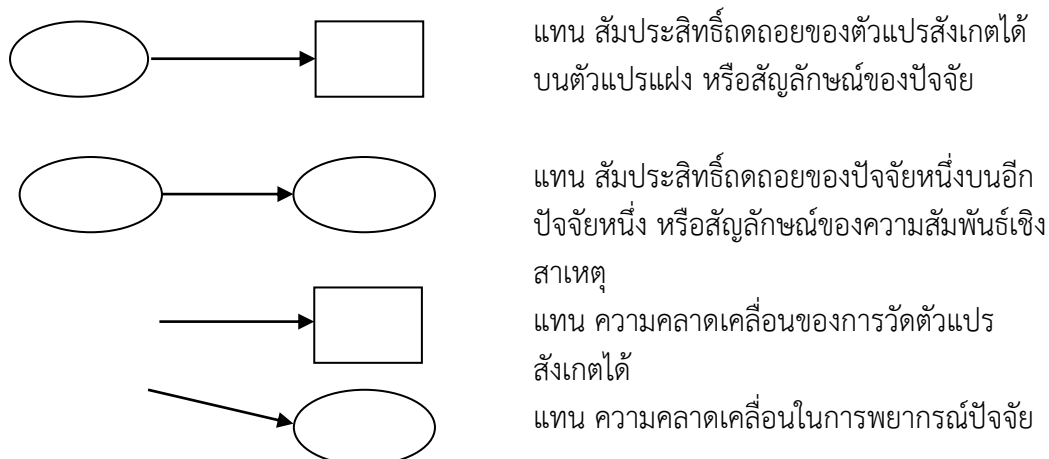 แทน สัมประสิทธิ์ถดถอยของตัวแปรสังเกตได้
บนตัวแปรแฝง หรือสัญลักษณ์ของปัจจัย
แทน สัมประสิทธิ์ถดถอยของปัจจัยหนึ่งบนอีก
ปัจจัยหนึ่ง หรือสัญลักษณ์ของความสัมพันธ์เชิง
สาเหตุ
แทน ความคลาดเคลื่อนของการวัดตัวแปร
สังเกตได้
แทน ความคลาดเคลื่อนในการพยากรณ์ปัจจัย